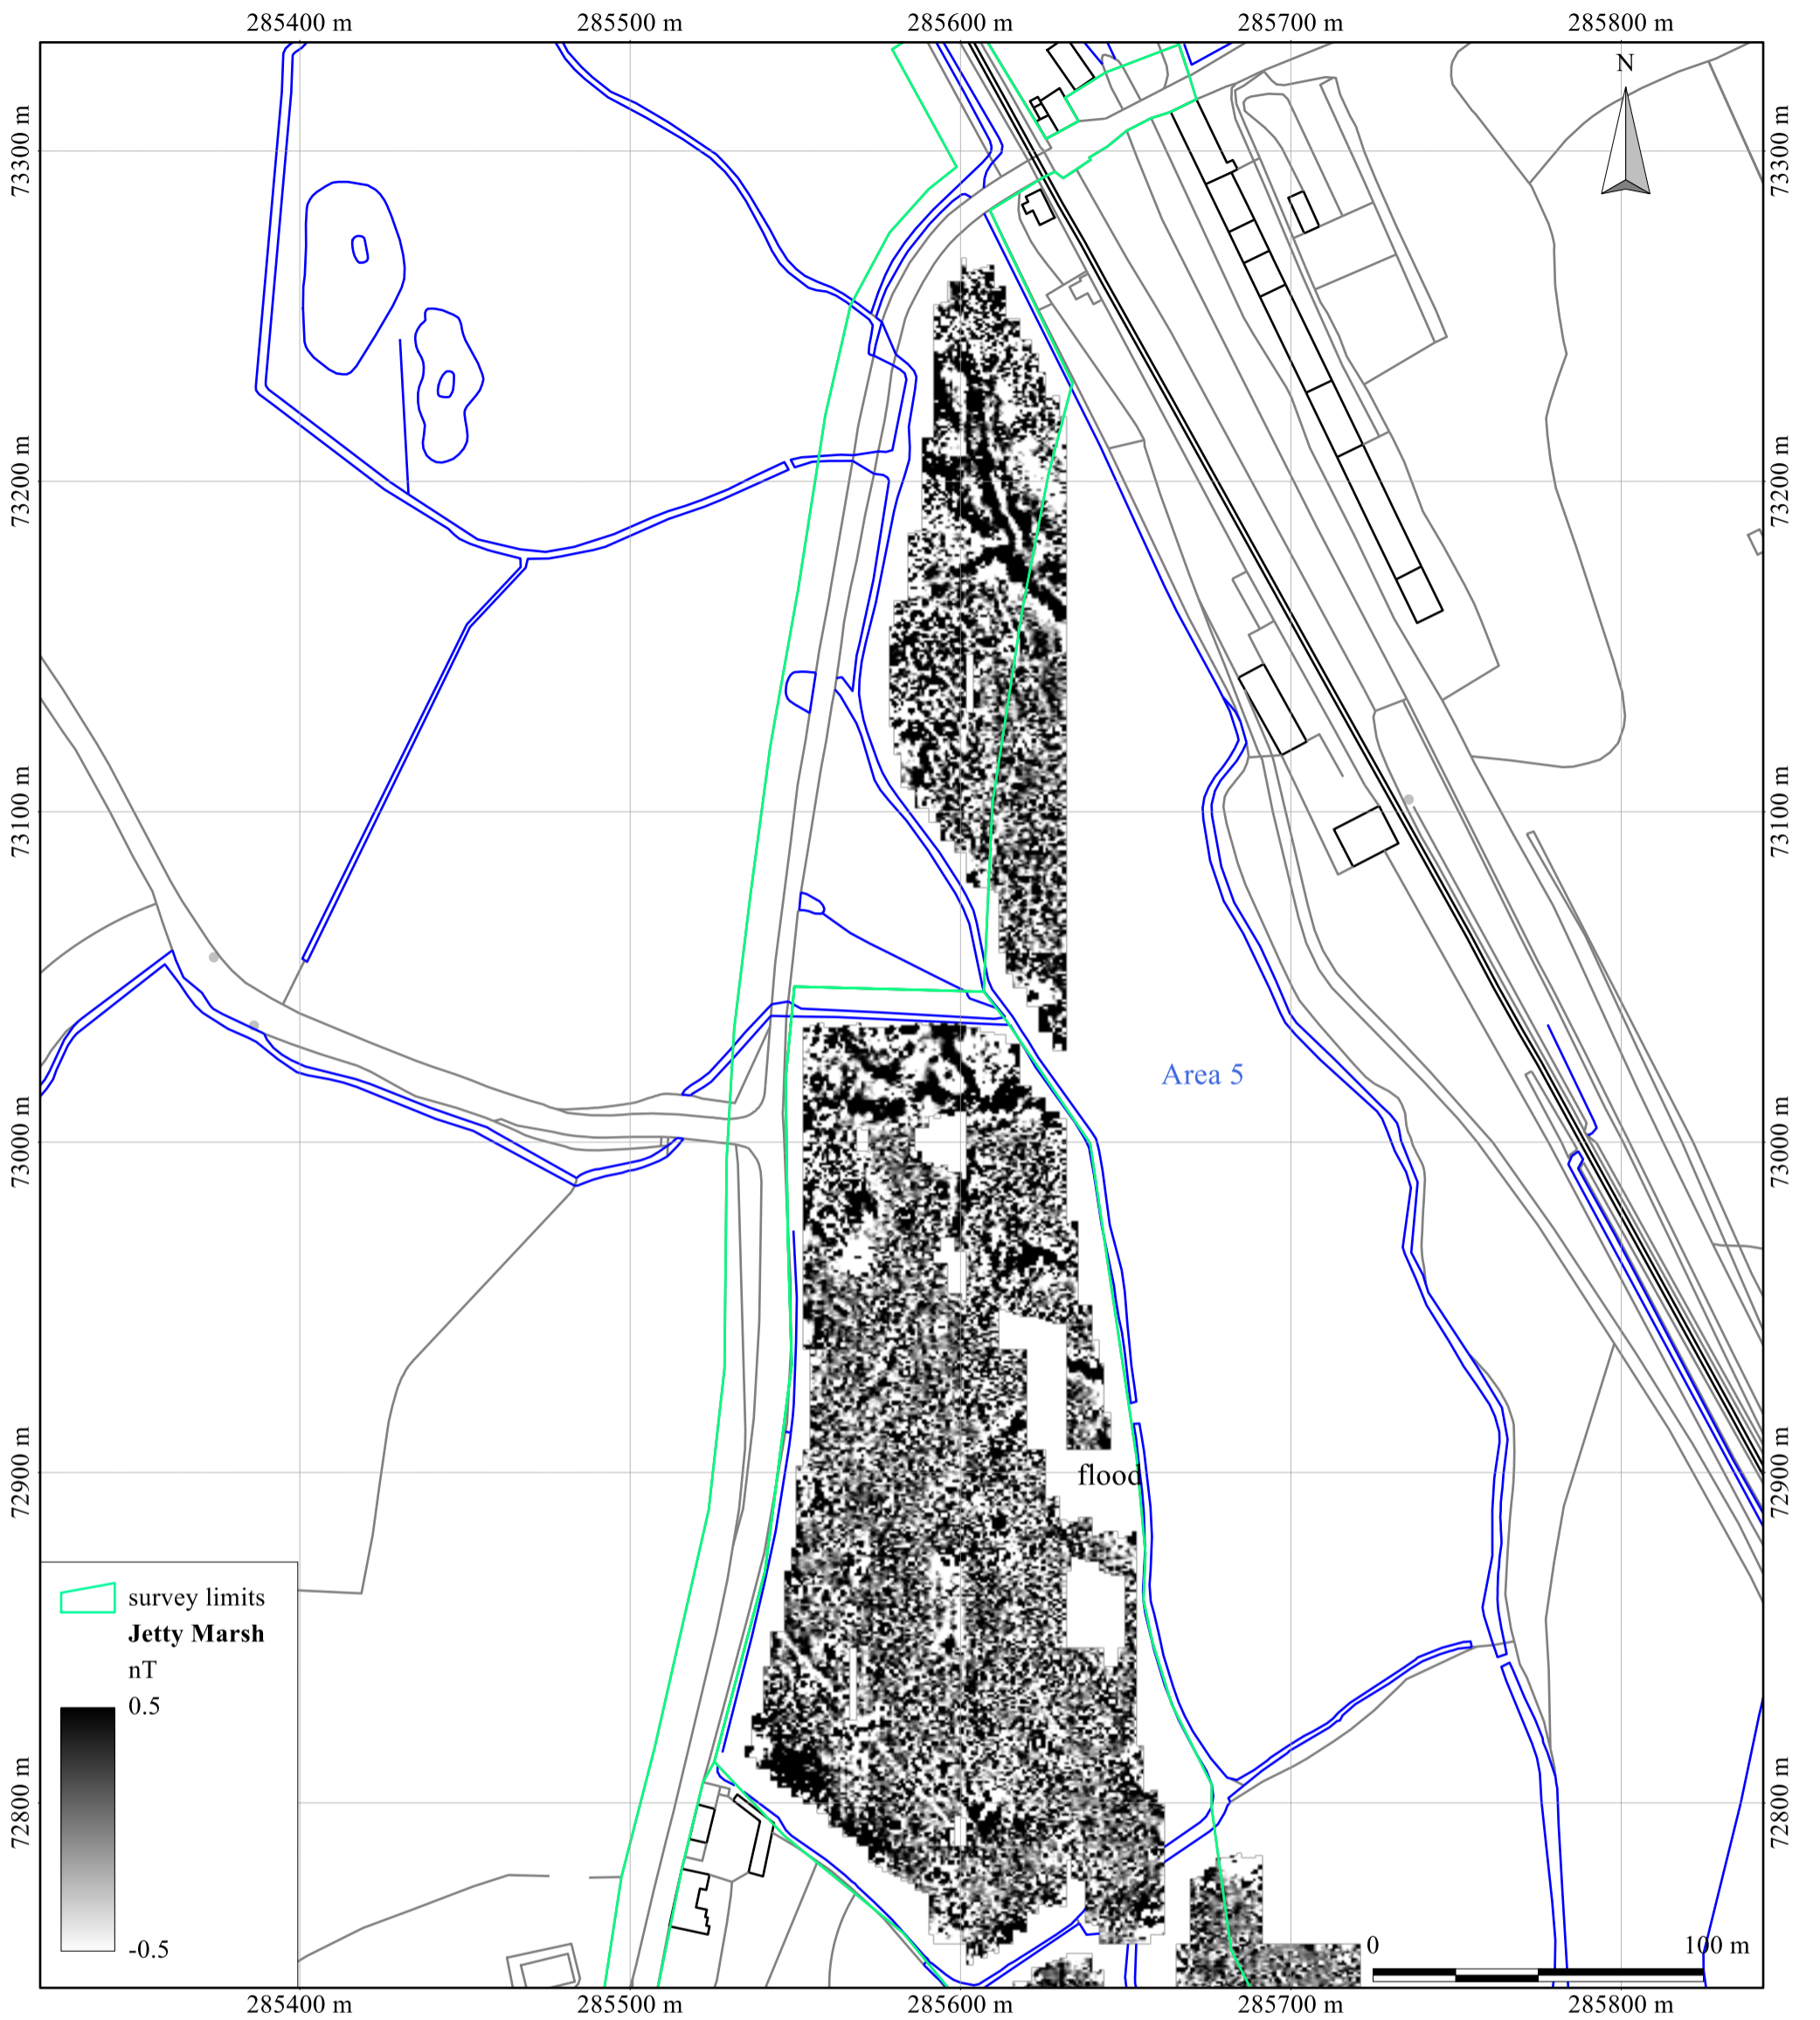 285400 m 285500 m 285600 m 285700 m 285800 m
N
73300 m 73300 m
73200 m 73200 m
73100 m 73100 m
Area 5
73000 m 73000 m
72900 m 72900 m
flood
survey limits
Jetty Marsh
nT
0.5
-0.5
72800 m 72800 m
0 100 m
285400 m 285500 m 285600 m 285700 m 285800 m